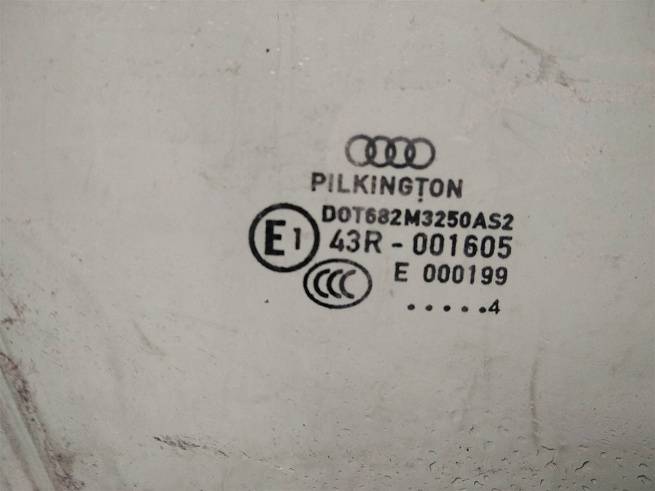 PILKINGTON
DOT682M3250AS2
E1 43R - 001605
CCC E 000199
.....4